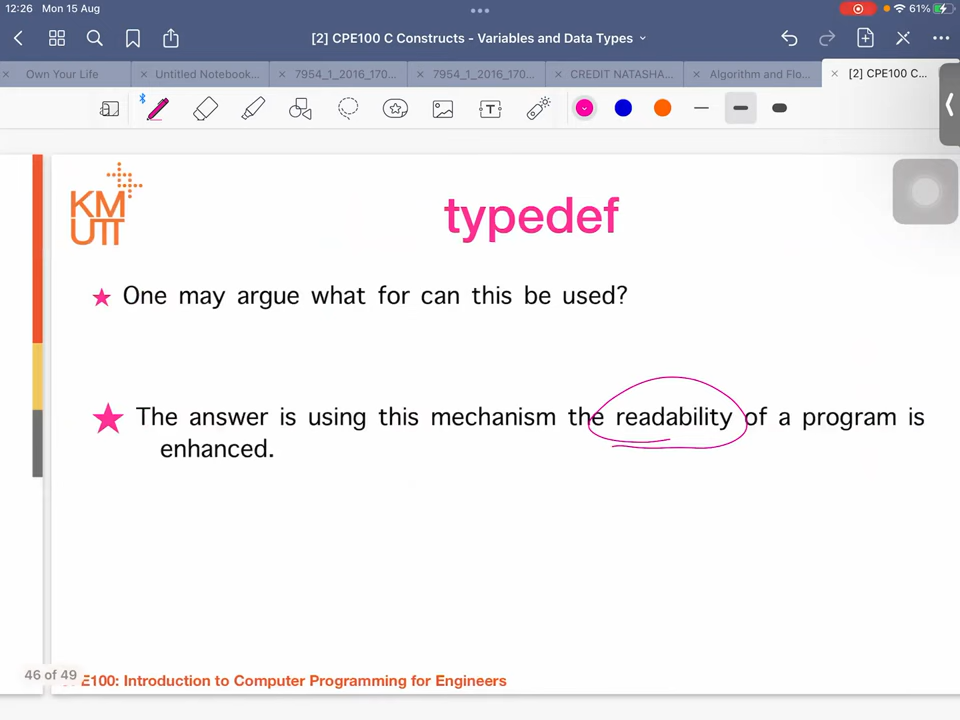 12:26 Mon 15 Aug
61%
[2] CPE100 C Constructs - Variables and Data Types
Own Your Life
Untitled Notebook...
7954_1_2016_170...
7954_1_2016_170...
CREDIT NATASHA...
Algorithm and Flo...
[2] CPE100 C...
T
KM
UTT
typedef
One may argue what for can this be used?
The answer is using this mechanism the readability of a program is
enhanced.
46 of 49
PE100: Introduction to Computer Programming for Engineers